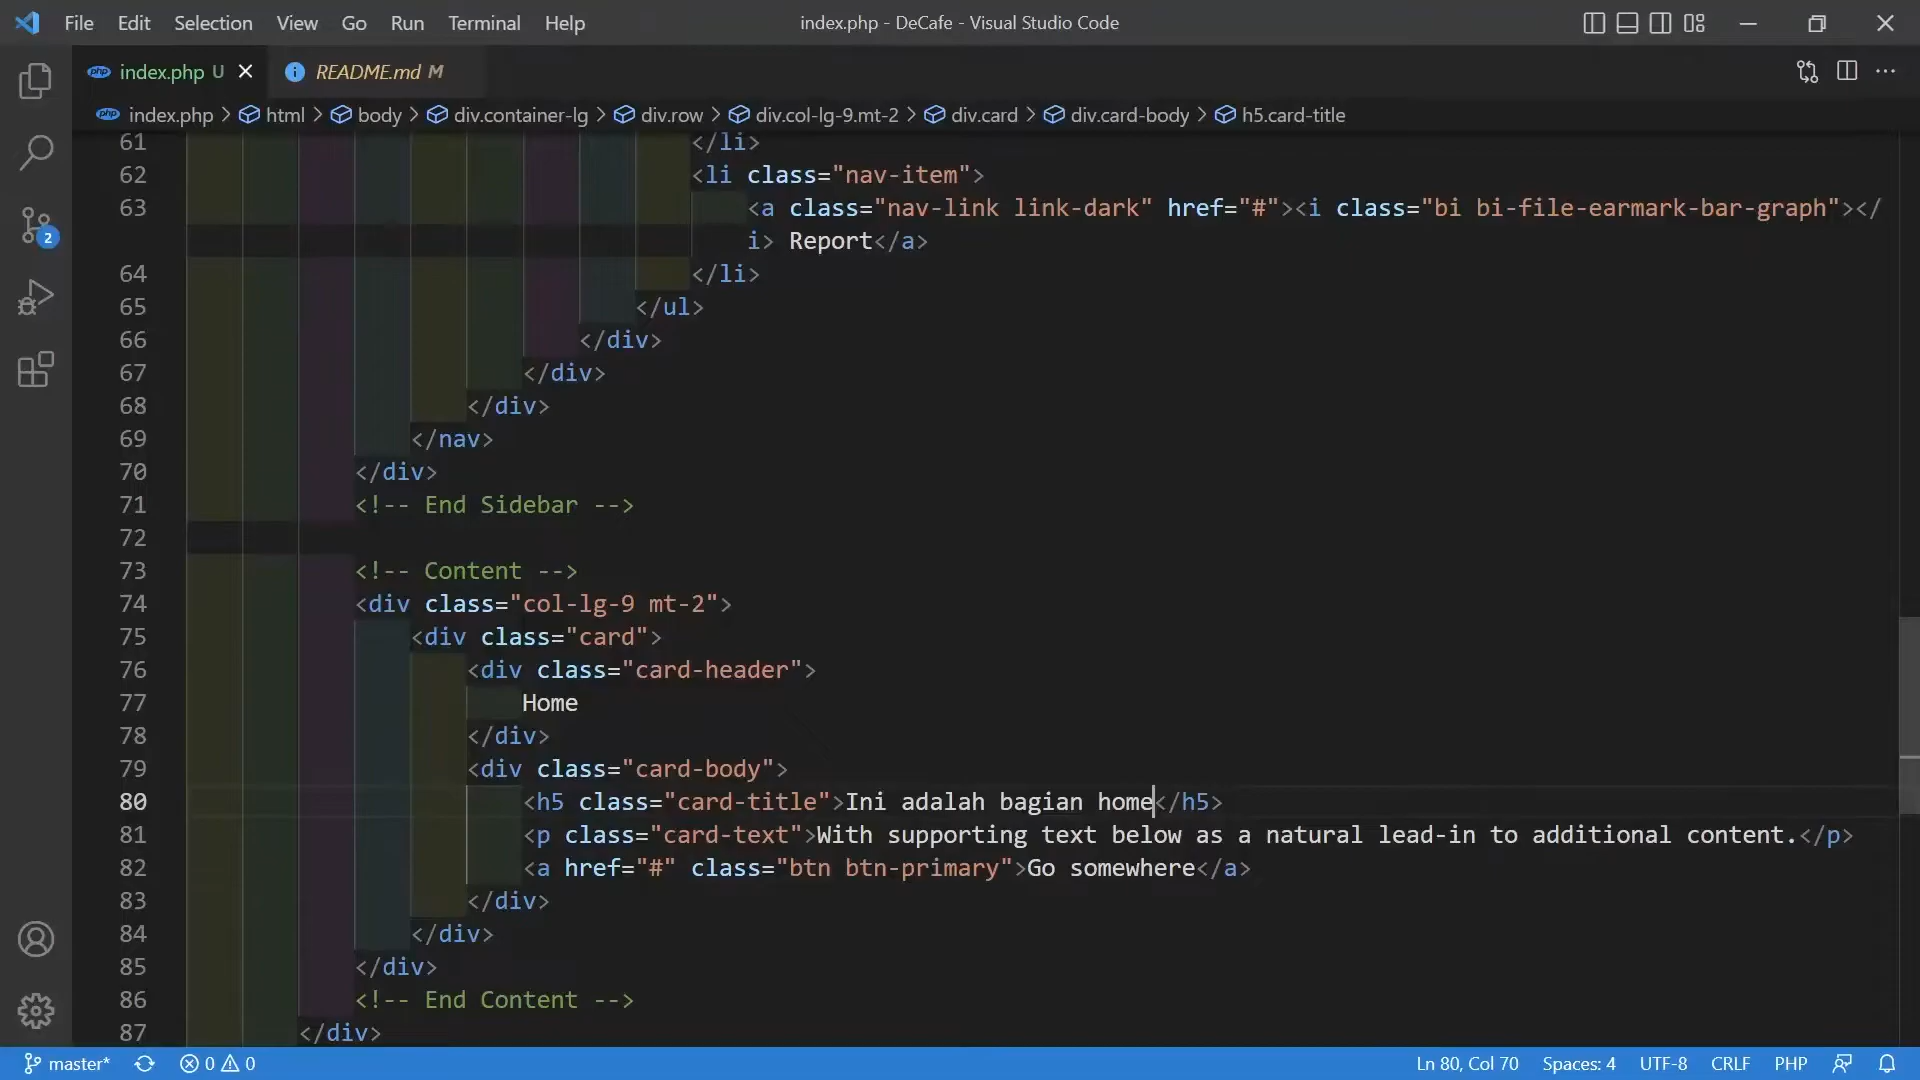 File Edit Selection View Go Run Terminal Help index.php - DeCafe - Visual Studio Code
php index.php U README.md M
php index.php > html > body > div.container-lg > div.row > div.col-lg-9.mt-2 > div.card > div.card-body > h5.card-title
61 </li>
62 <li class="nav-item">
63 <a class="nav-link link-dark" href="#"><i class="bi bi-file-earmark-bar-graph"></
i> Report</a>
64 </li>
65 </ul>
66 </div>
67 </div>
68 </div>
69 </nav>
70 </div>
71 <!-- End Sidebar -->
72
73 <!-- Content -->
74 <div class="col-lg-9 mt-2">
75 <div class="card">
76 <div class="card-header">
77 Home
78 </div>
79 <div class="card-body">
80 <h5 class="card-title">Ini adalah bagian home</h5>
81 <p class="card-text">With supporting text below as a natural lead-in to additional content.</p>
82 <a href="#" class="btn btn-primary">Go somewhere</a>
83 </div>
84 </div>
85 </div>
86 <!-- End Content -->
87 </div>
2
master* 0 0 Ln 80, Col 70 Spaces: 4 UTF-8 CRLF PHP